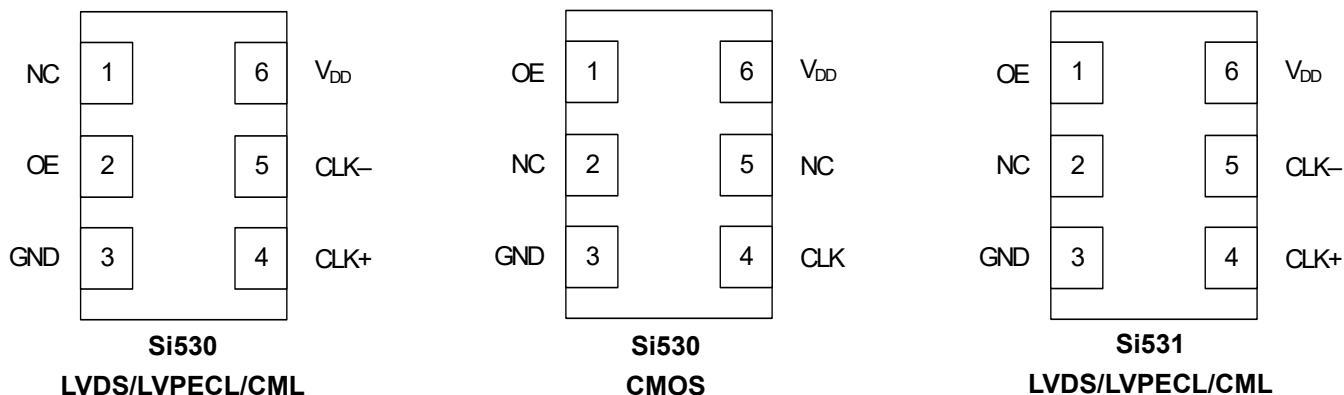 NC 1 6 VDD
OE 2 5 CLK–
GND 3 4 CLK+
Si530
LVDS/LVPECL/CML
OE 1 6 VDD
NC 2 5 NC
GND 3 4 CLK
Si530
CMOS
OE 1 6 VDD
NC 2 5 CLK–
GND 3 4 CLK+
Si531
LVDS/LVPECL/CML